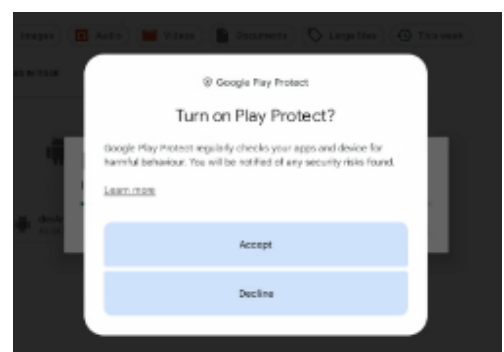 Images Audio Videos Documents Large files This week
Google Play Protect
Turn on Play Protect?
Google Play Protect regularly checks your apps and device for
harmful behaviour. You will be notified of any security risks found.
Learn more
Accept
Decline